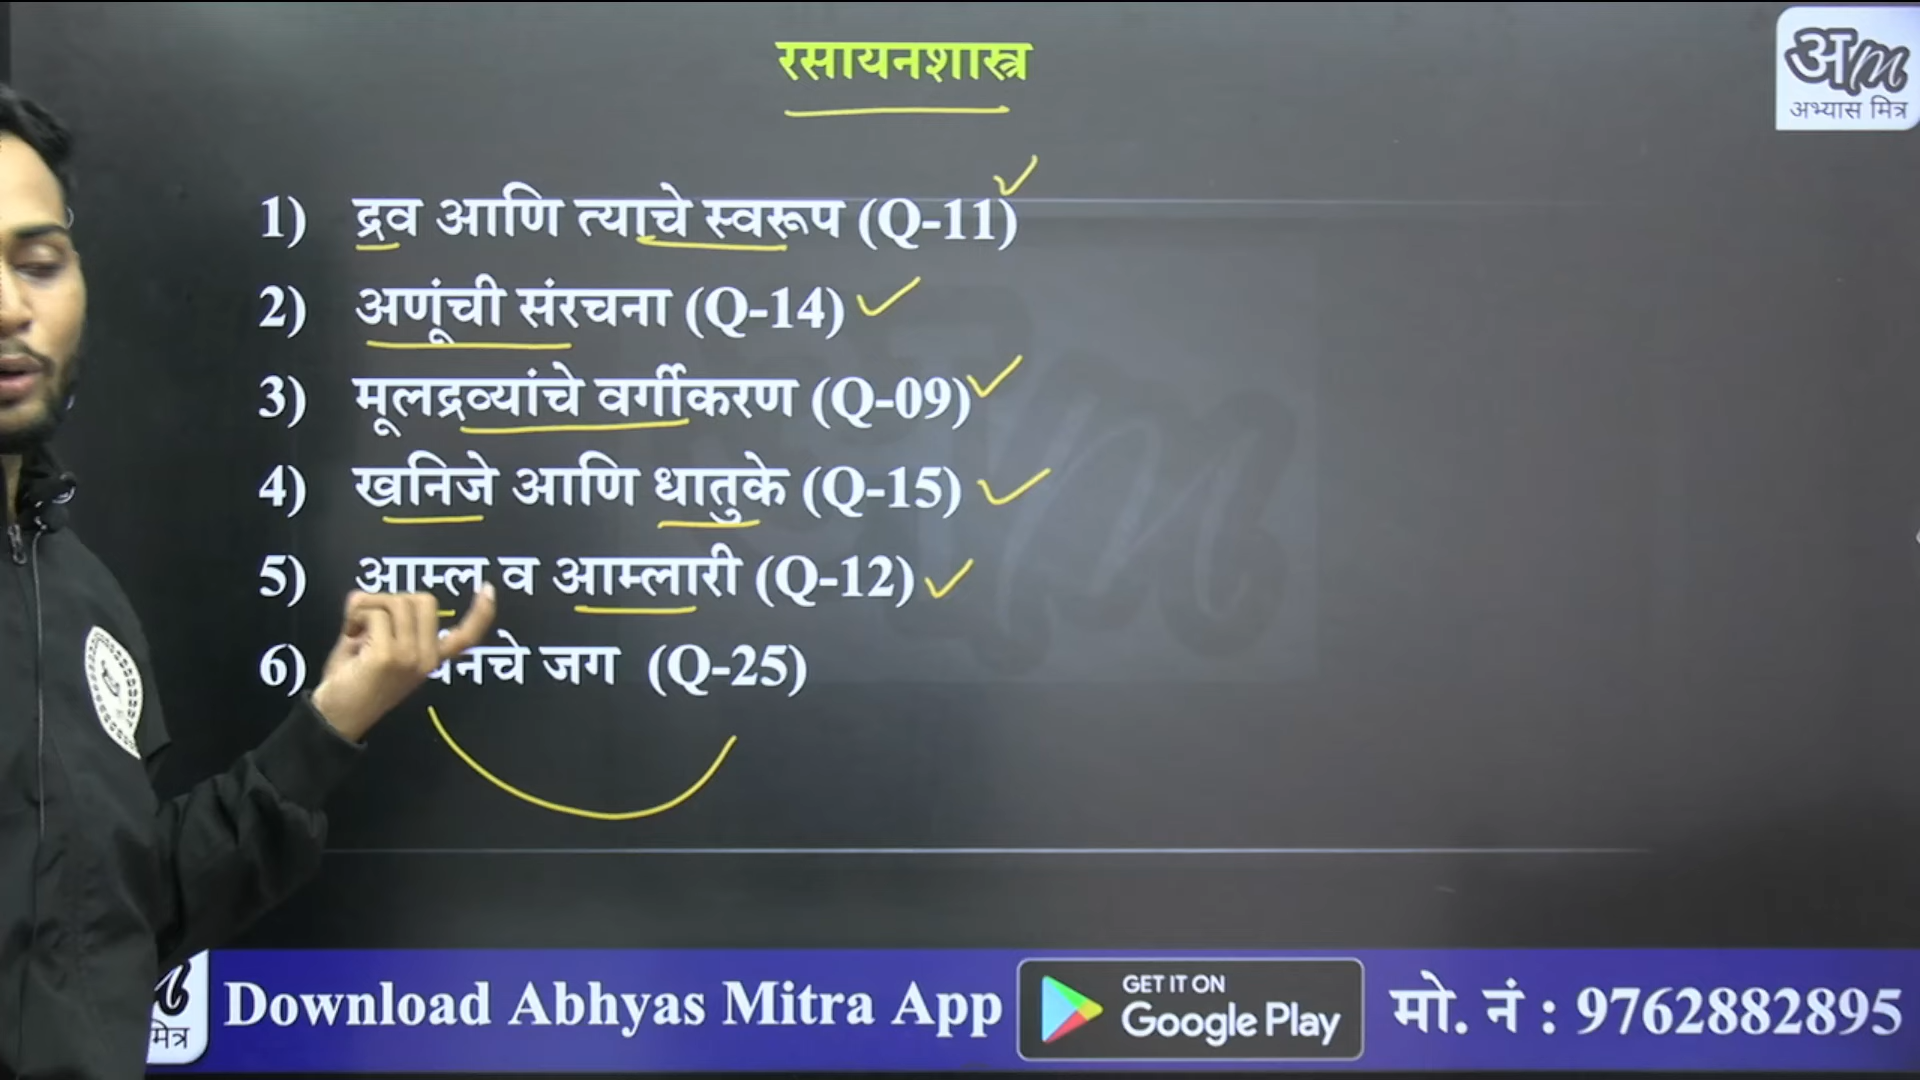 रसायनशास्त्र
अm
अभ्यास मित्र
1) द्रव आणि त्याचे स्वरूप (Q-11)
2) अणूंची संरचना (Q-14)
3) मूलद्रव्यांचे वर्गीकरण (Q-09)
4) खनिजे आणि धातुके (Q-15)
5) आम्ल व आम्लारी (Q-12)
6) जग (Q-25)
मित्र
Download Abhyas Mitra App GET IT ON Google Play मो. नं : 9762882895